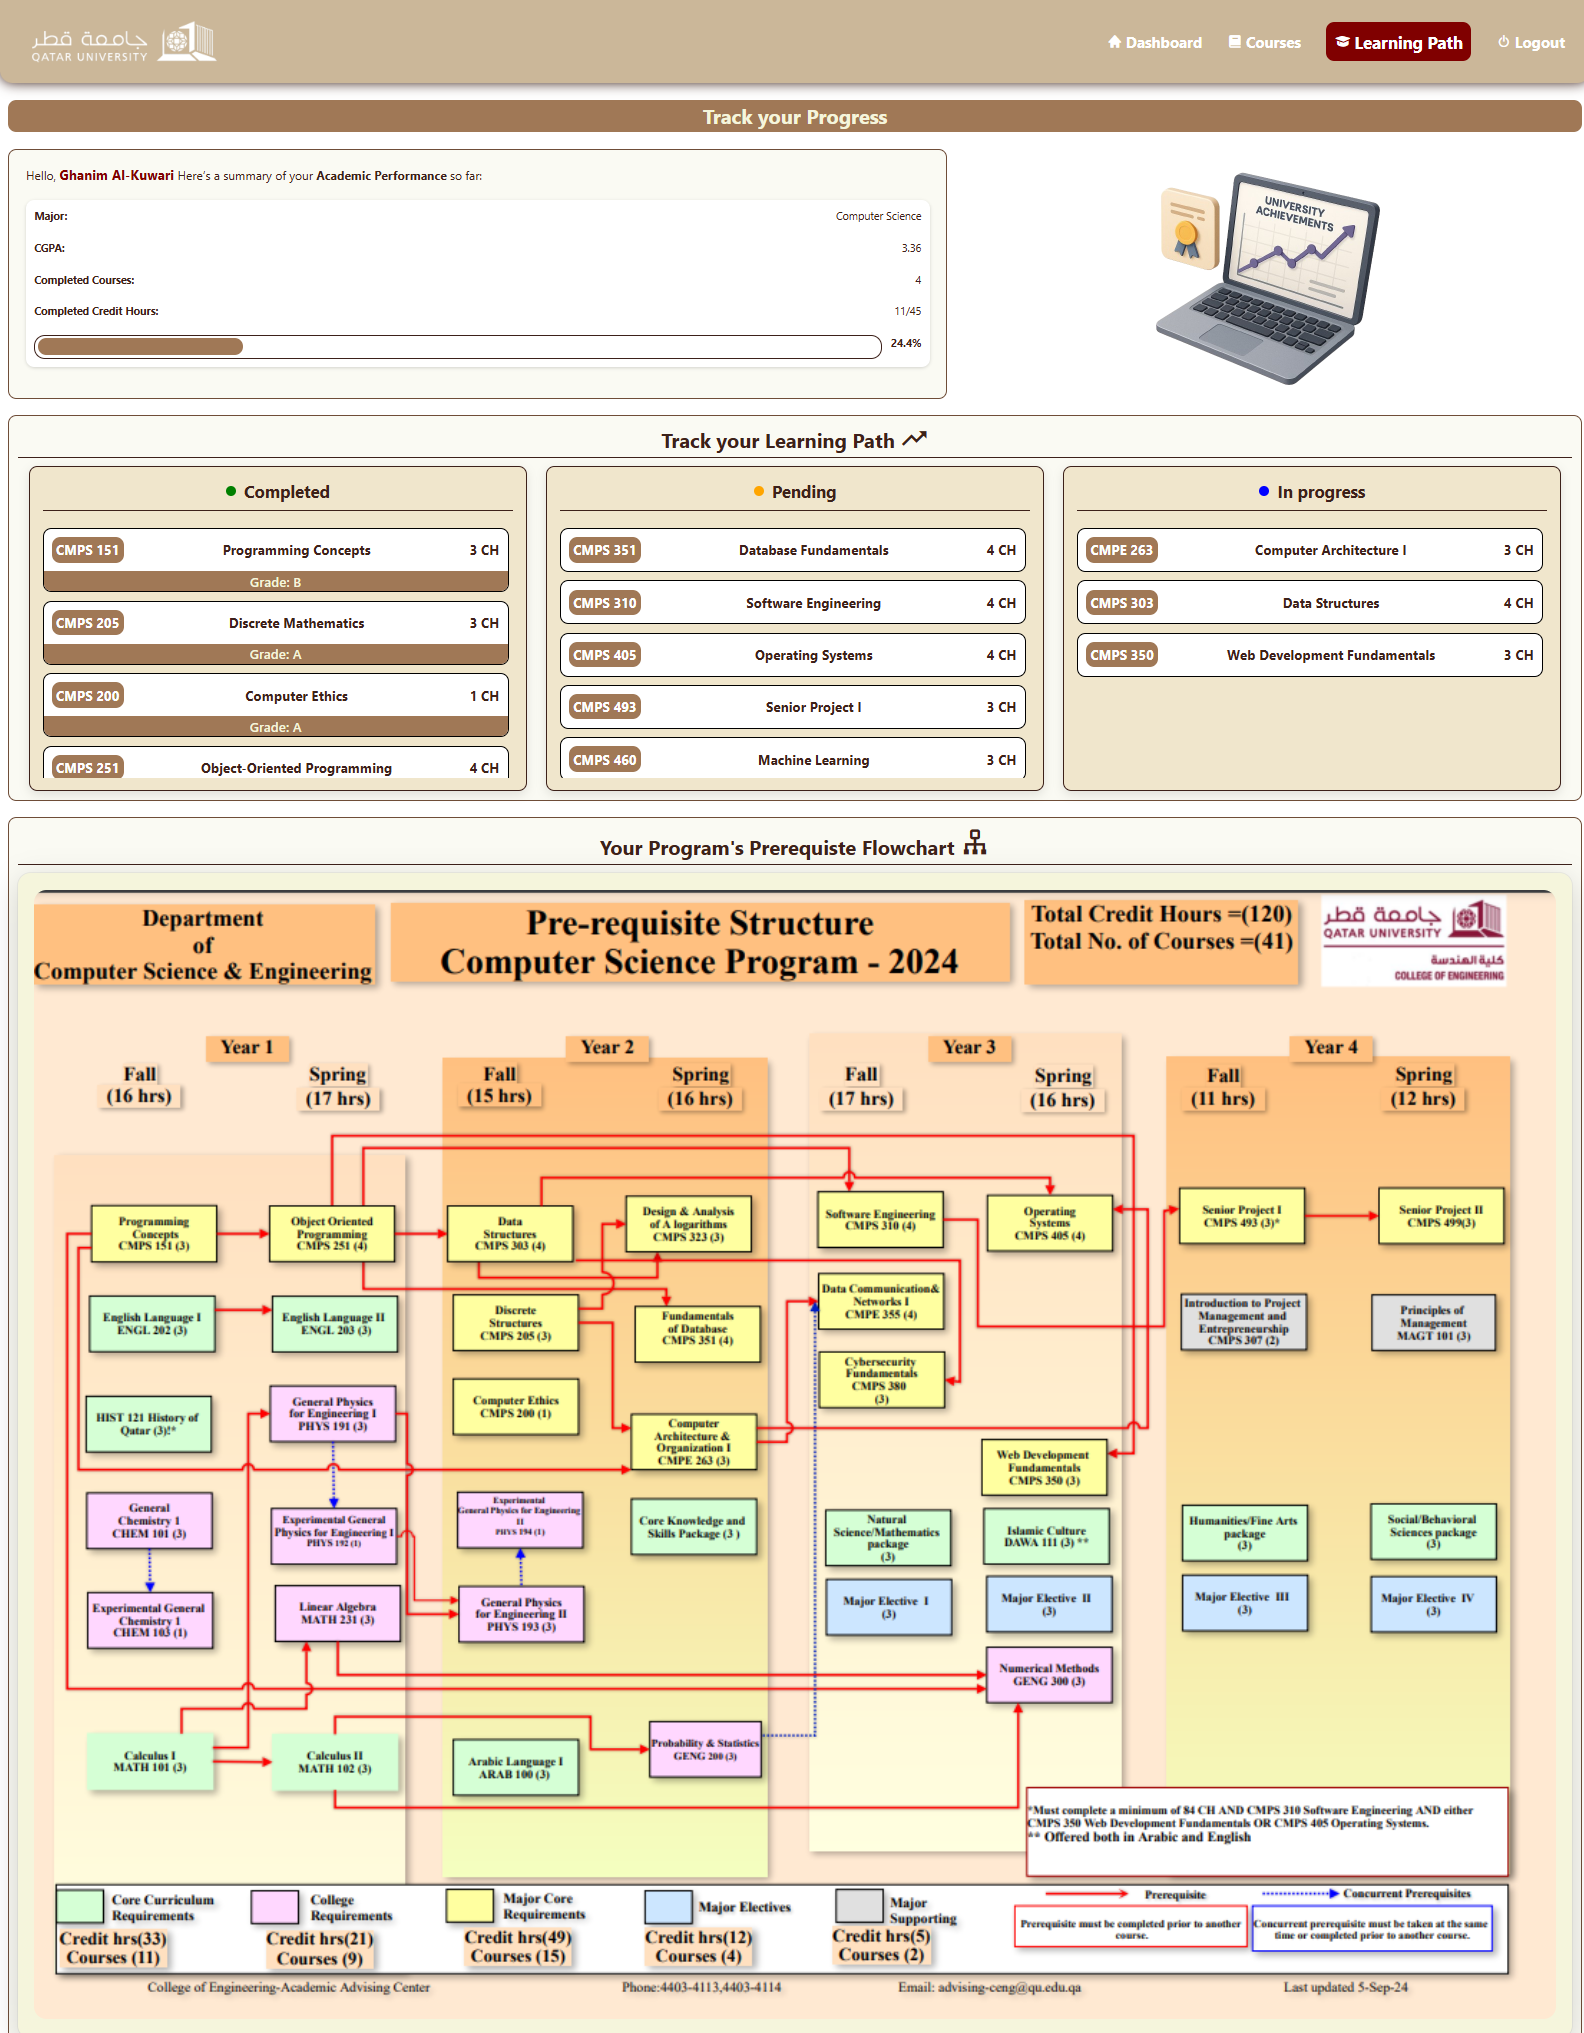 جامعة قطر
QATAR UNIVERSITY
Dashboard
Courses
Learning Path
Logout
Track your Progress
Hello, Ghanim Al-Kuwari Here's a summary of your Academic Performance so far:
Major:
Computer Science
CGPA:
3.36
Completed Courses:
4
Completed Credit Hours:
11/45
24.4%
UNIVERSITY
ACHIEVEMENTS
Track your Learning Path
Completed
CMPS 151 Programming Concepts 3 CH
Grade: B
CMPS 205 Discrete Mathematics 3 CH
Grade: A
CMPS 200 Computer Ethics 1 CH
Grade: A
CMPS 251 Object-Oriented Programming 4 CH
Pending
CMPS 351 Database Fundamentals 4 CH
CMPS 310 Software Engineering 4 CH
CMPS 405 Operating Systems 4 CH
CMPS 493 Senior Project I 3 CH
CMPS 460 Machine Learning 3 CH
In progress
CMPE 263 Computer Architecture I 3 CH
CMPS 303 Data Structures 4 CH
CMPS 350 Web Development Fundamentals 3 CH
Your Program's Prerequiste Flowchart
Department
of
Computer Science & Engineering
Pre-requisite Structure
Computer Science Program - 2024
Total Credit Hours =(120)
Total No. of Courses =(41)
جامعة قطر
QATAR UNIVERSITY
كلية الهندسة
COLLEGE OF ENGINEERING
Year 1
Year 2
Year 3
Year 4
Fall
(16 hrs)
Spring
(17 hrs)
Fall
(15 hrs)
Spring
(16 hrs)
Fall
(17 hrs)
Spring
(16 hrs)
Fall
(11 hrs)
Spring
(12 hrs)
Programming
Concepts
CMPS 151 (3)
Object Oriented
Programming
CMPS 251 (4)
Data
Structures
CMPS 303 (4)
Design & Analysis
of A logarithms
CMPS 323 (3)
Software Engineering
CMPS 310 (4)
Operating
Systems
CMPS 405 (4)
Senior Project I
CMPS 493 (3)*
Senior Project II
CMPS 499(3)
English Language I
ENGL 202 (3)
English Language II
ENGL 203 (3)
Discrete
Structures
CMPS 205 (3)
Fundamentals
of Database
CMPS 351 (4)
Data Communication&
Networks I
CMPE 355 (4)
Introduction to Project
Management and
Entrepreneurship
CMPS 307 (2)
Principles of
Management
MAGT 101 (3)
Cybersecurity
Fundamentals
CMPS 380
(3)
HIST 121 History of
Qatar (3)!*
General Physics
for Engineering I
PHYS 191 (3)
Computer Ethics
CMPS 200 (1)
Computer
Architecture &
Organization I
CMPE 263 (3)
Web Development
Fundamentals
CMPS 350 (3)
General
Chemistry 1
CHEM 101 (3)
Experimental General
Physics for Engineering I
PHYS 192 (1)
Experimental
General Physics for Engineering
II
PHYS 194 (1)
Core Knowledge and
Skills Package (3 )
Natural
Science/Mathematics
package
(3)
Islamic Culture
DAWA 111 (3) **
Humanities/Fine Arts
package
(3)
Social/Behavioral
Sciences package
(3)
Experimental General
Chemistry 1
CHEM 103 (1)
Linear Algebra
MATH 231 (3)
General Physics
for Engineering II
PHYS 193 (3)
Major Elective I
(3)
Major Elective II
(3)
Major Elective III
(3)
Major Elective IV
(3)
Numerical Methods
GENG 300 (3)
Calculus I
MATH 101 (3)
Calculus II
MATH 102 (3)
Arabic Language I
ARAB 100 (3)
Probability & Statistics
GENG 200 (3)
*Must complete a minimum of 84 CH AND CMPS 310 Software Engineering AND either
CMPS 350 Web Development Fundamentals OR CMPS 405 Operating Systems.
** Offered both in Arabic and English
Core Curriculum
Requirements
Credit hrs(33)
Courses (11)
College
Requirements
Credit hrs(21)
Courses (9)
Major Core
Requirements
Credit hrs(49)
Courses (15)
Major Electives
Credit hrs(12)
Courses (4)
Major
Supporting
Credit hrs(5)
Courses (2)
Prerequisite
Concurrent Prerequisites
Prerequisite must be completed prior to another
course.
Concurrent prerequisite must be taken at the same
time or completed prior to another course.
College of Engineering-Academic Advising Center
Phone:4403-4113,4403-4114
Email: advising-ceng@qu.edu.qa
Last updated 5-Sep-24